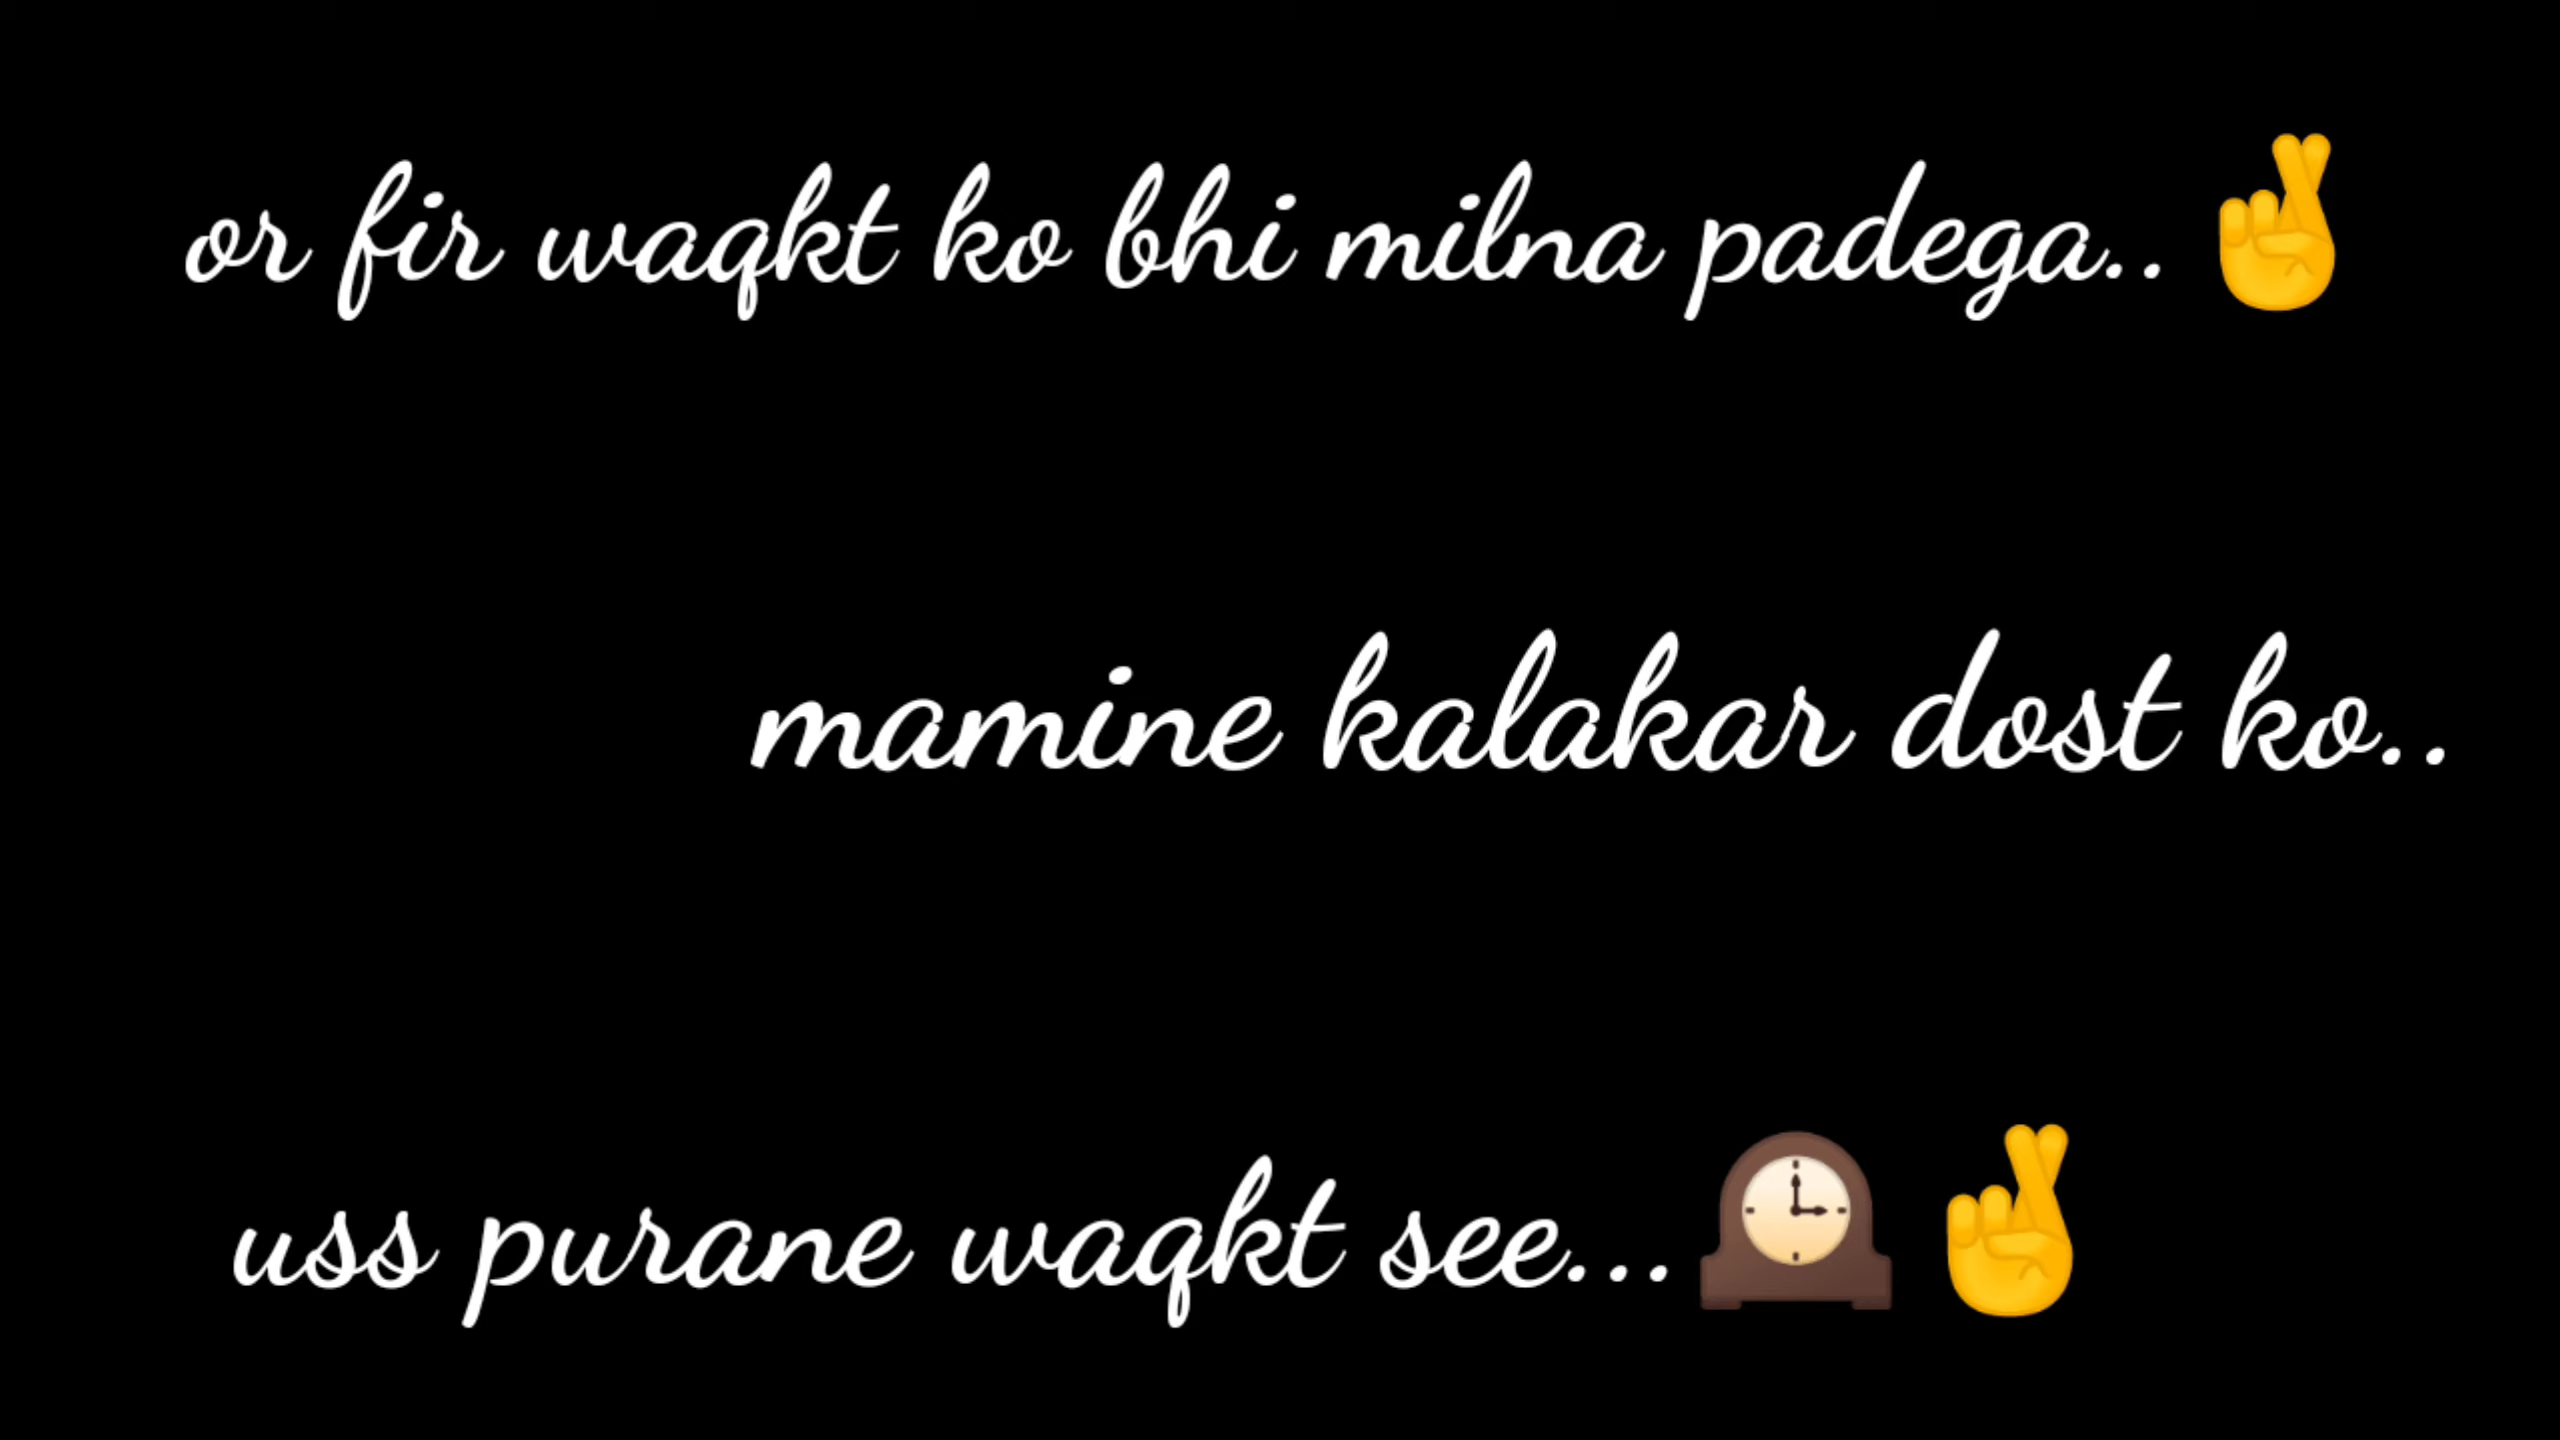 or fir waqkt ko bhi milna padega.. 🤞
mamine kalakar dost ko..
uss purane waqkt see... 🕰️ 🤞